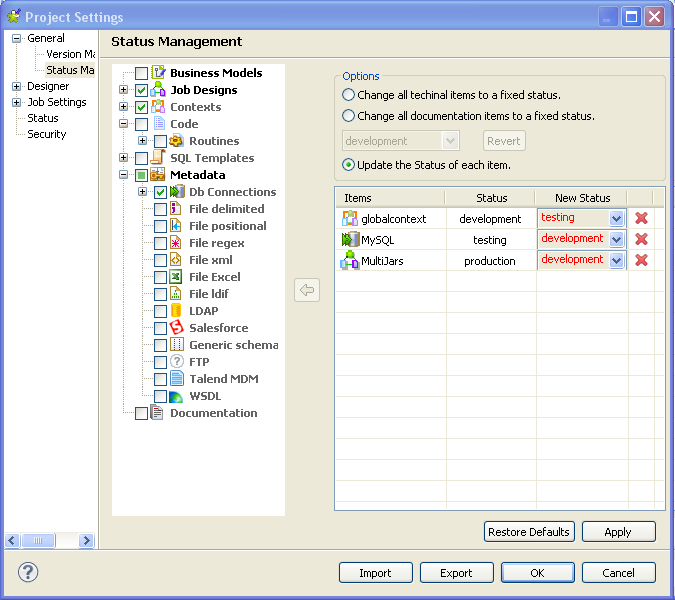 Project Settings
General
Version Ma
Status Ma
Designer
Job Settings
Status
Security
Status Management
Business Models
Job Designs
Contexts
Code
Routines
SQL Templates
Metadata
Db Connections
File delimited
File positional
File regex
File xml
File Excel
File ldif
LDAP
Salesforce
Generic schema
FTP
Talend MDM
WSDL
Documentation
Options
Change all techinal items to a fixed status.
Change all documentation items to a fixed status.
development Revert
Update the Status of each item.
Items Status New Status
globalcontext development testing
MySQL testing development
MultiJars production development
Restore Defaults Apply
? Import Export OK Cancel